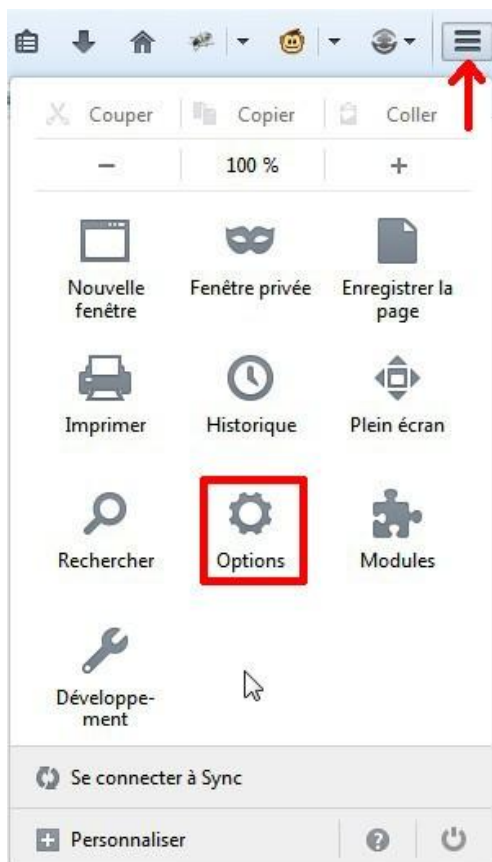 Couper Copier Coller
− 100 % +
Nouvelle fenêtre Fenêtre privée Enregistrer la page
Imprimer Historique Plein écran
Rechercher Options Modules
Développe-
ment
Se connecter à Sync
Personnaliser